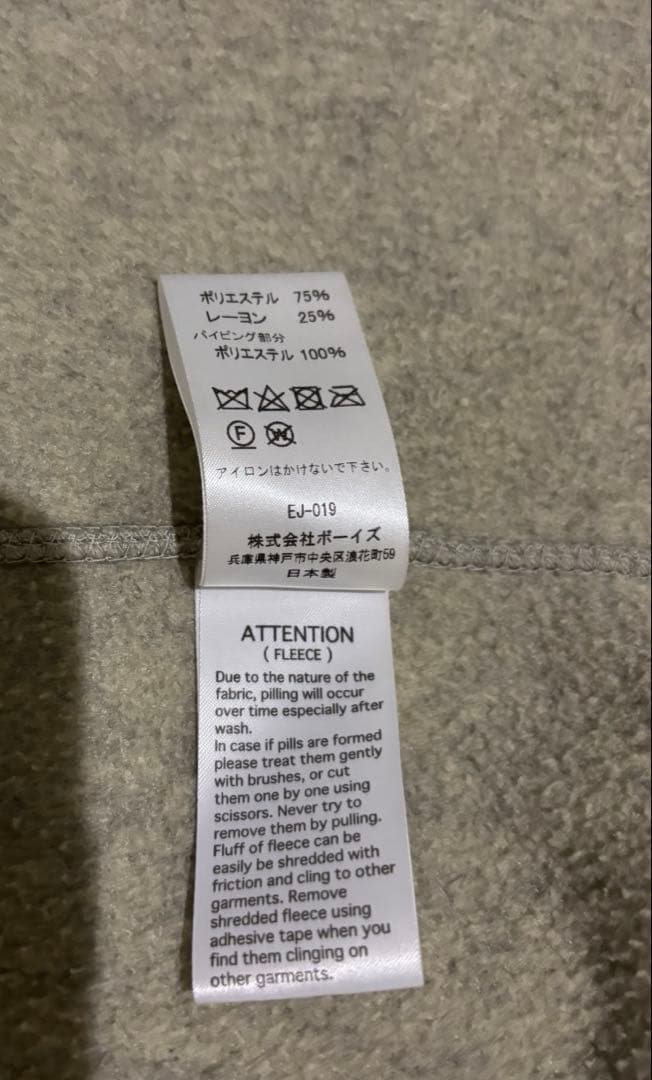 ポリエステル 75%
レーヨン 25%
パイピング部分
ポリエステル 100%
F W
アイロンはかけないで下さい。
EJ-019
株式会社ボーイズ
兵庫県神戸市中央区浪花町59
日本製
ATTENTION
( FLEECE )
Due to the nature of the
fabric, pilling will occur
over time especially after
wash.
In case if pills are formed
please treat them gently
with brushes, or cut
them one by one using
scissors. Never try to
remove them by pulling.
Fluff of fleece can be
easily be shredded with
friction and cling to other
garments. Remove
shredded fleece using
adhesive tape when you
find them clinging on
other garments.